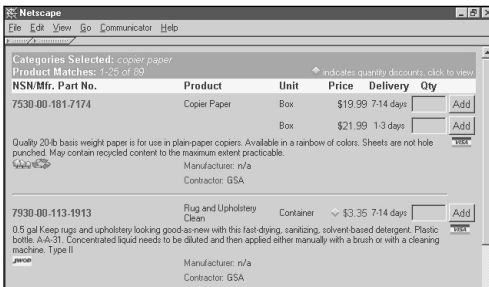 Netscape
File Edit View Go Communicator Help
Categories Selected: copier paper
Product Matches: 1-25 of 89
indicates quantity discounts, click to view
NSN/Mfr. Part No. Product Unit Price Delivery Qty
7530-00-181-7174 Copier Paper Box $19.99 7-14 days Add
Box $21.99 1-3 days Add
Quality 20-lb basis weight paper is for use in plain-paper copiers. Available in a rainbow of colors. Sheets are not hole
punched. May contain recycled content to the maximum extent practicable.
VISA
Manufacturer: n/a
Contractor: GSA
7930-00-113-1913 Rug and Upholstery Clean Container $3.35 7-14 days Add
0.5 gal Keep rugs and upholstery looking good-as-new with this fast-drying, sanitizing, solvent-based detergent. Plastic
bottle. A-A-31. Concentrated liquid needs to be diluted and then applied either manually with a brush or with a cleaning
machine. Type II
VISA
JWOD
Manufacturer: n/a
Contractor: GSA